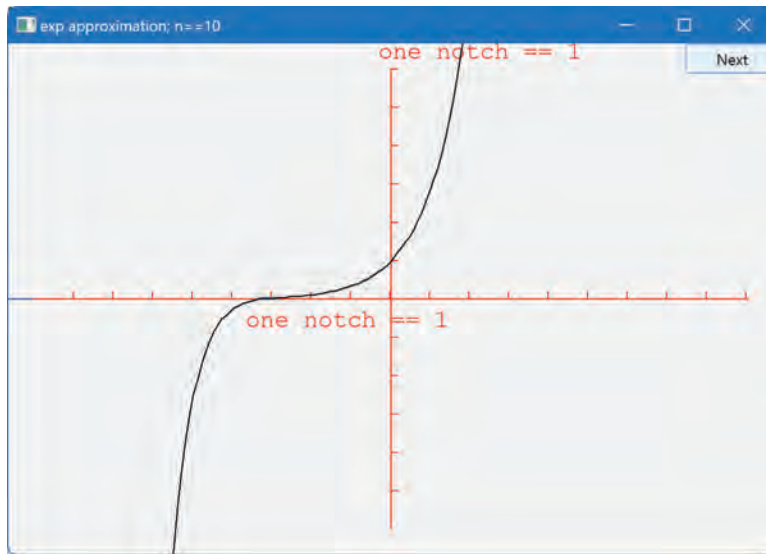 exp approximation; n==10
one notch == 1
Next
one notch == 1